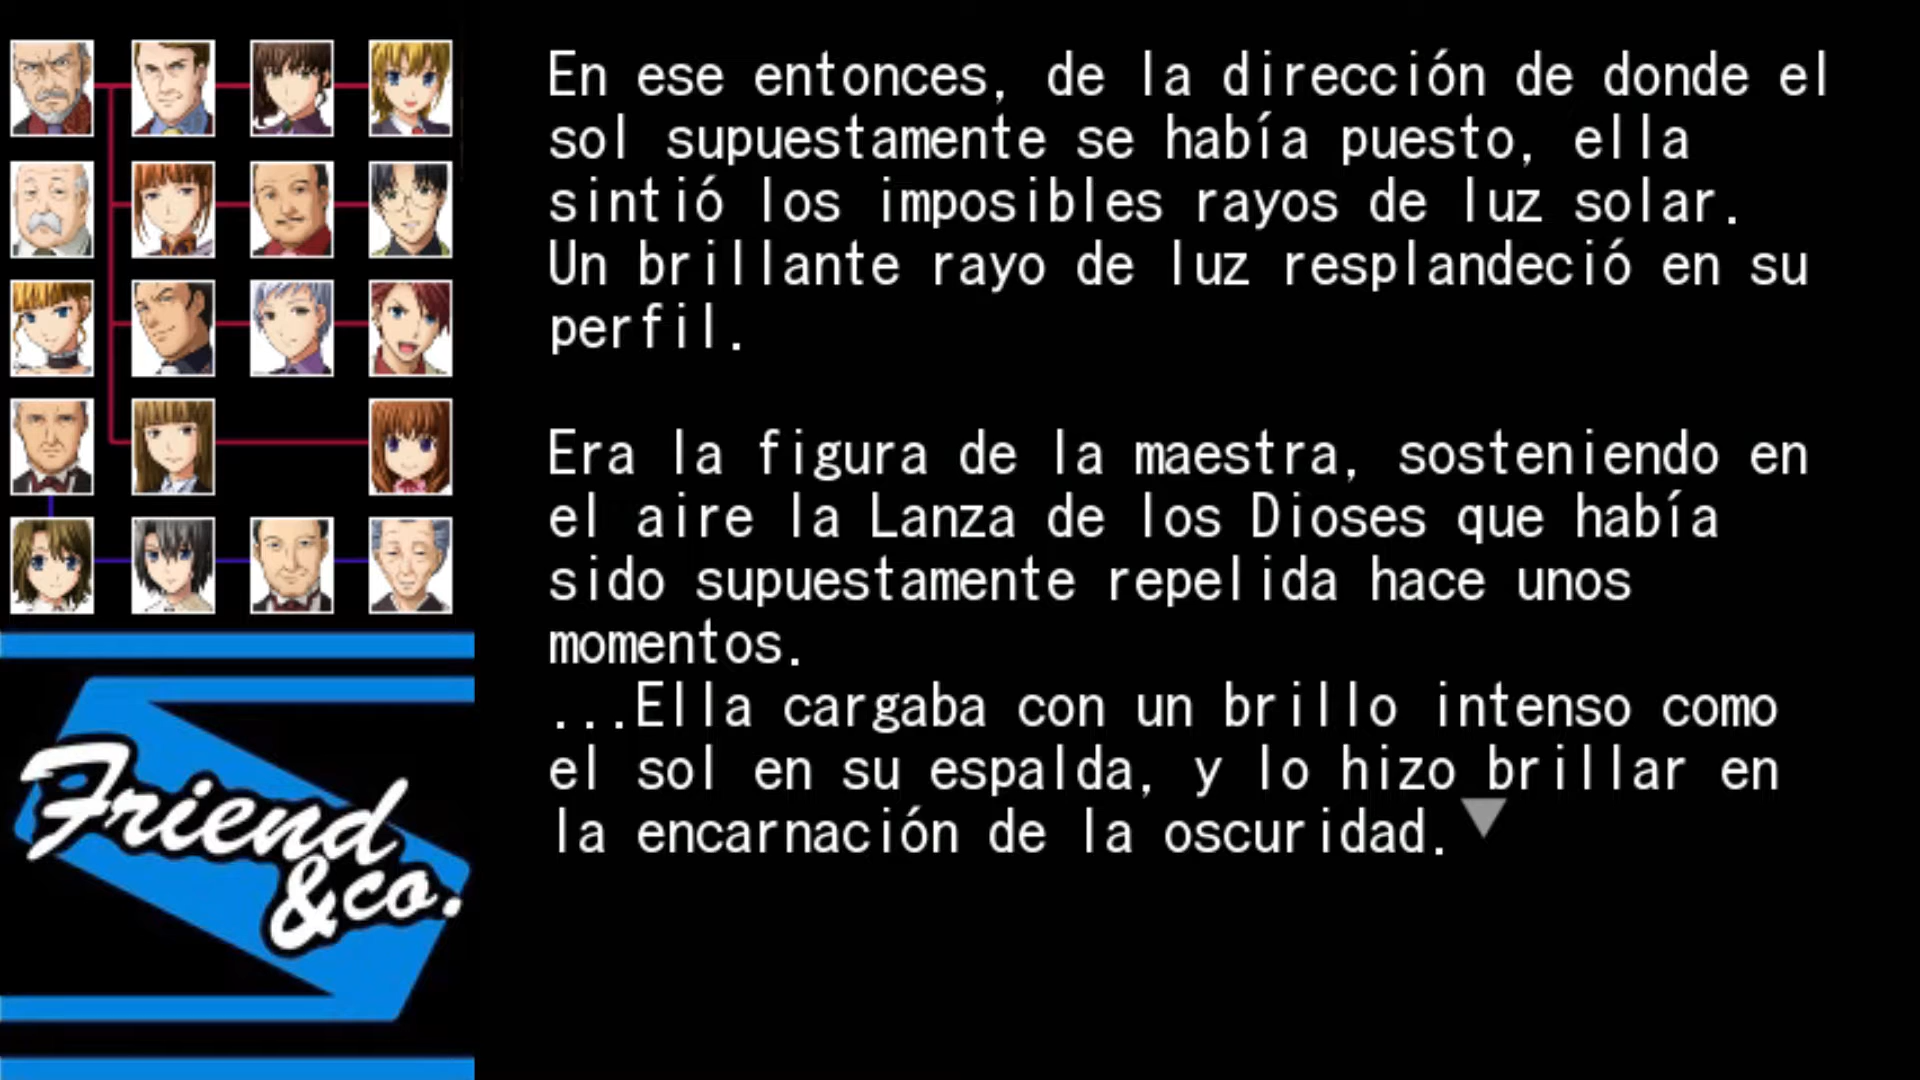 En ese entonces, de la dirección de donde el
sol supuestamente se había puesto, ella
sintió los imposibles rayos de luz solar.
Un brillante rayo de luz resplandeció en su
perfil.
Era la figura de la maestra, sosteniendo en
el aire la Lanza de los Dioses que había
sido supuestamente repelida hace unos
momentos.
...Ella cargaba con un brillo intenso como
el sol en su espalda, y lo hizo brillar en
la encarnación de la oscuridad.
Friend
&co.